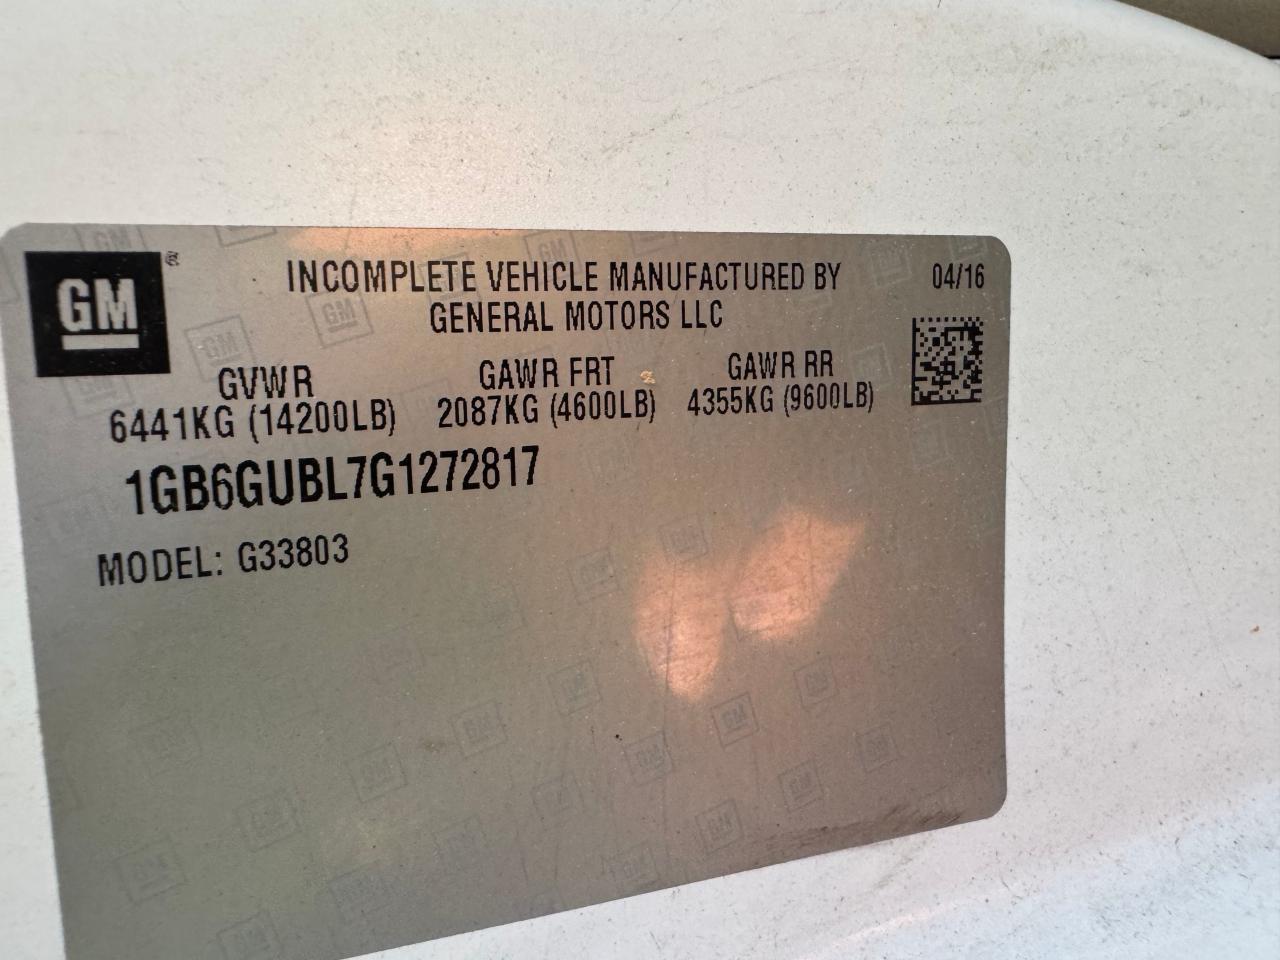 GM®
INCOMPLETE VEHICLE MANUFACTURED BY
04/16
GENERAL MOTORS LLC
GVWR GAWR FRT GAWR RR
6441KG (14200LB) 2087KG (4600LB) 4355KG (9600LB)
1GB6GUBL7G1272817
MODEL: G33803